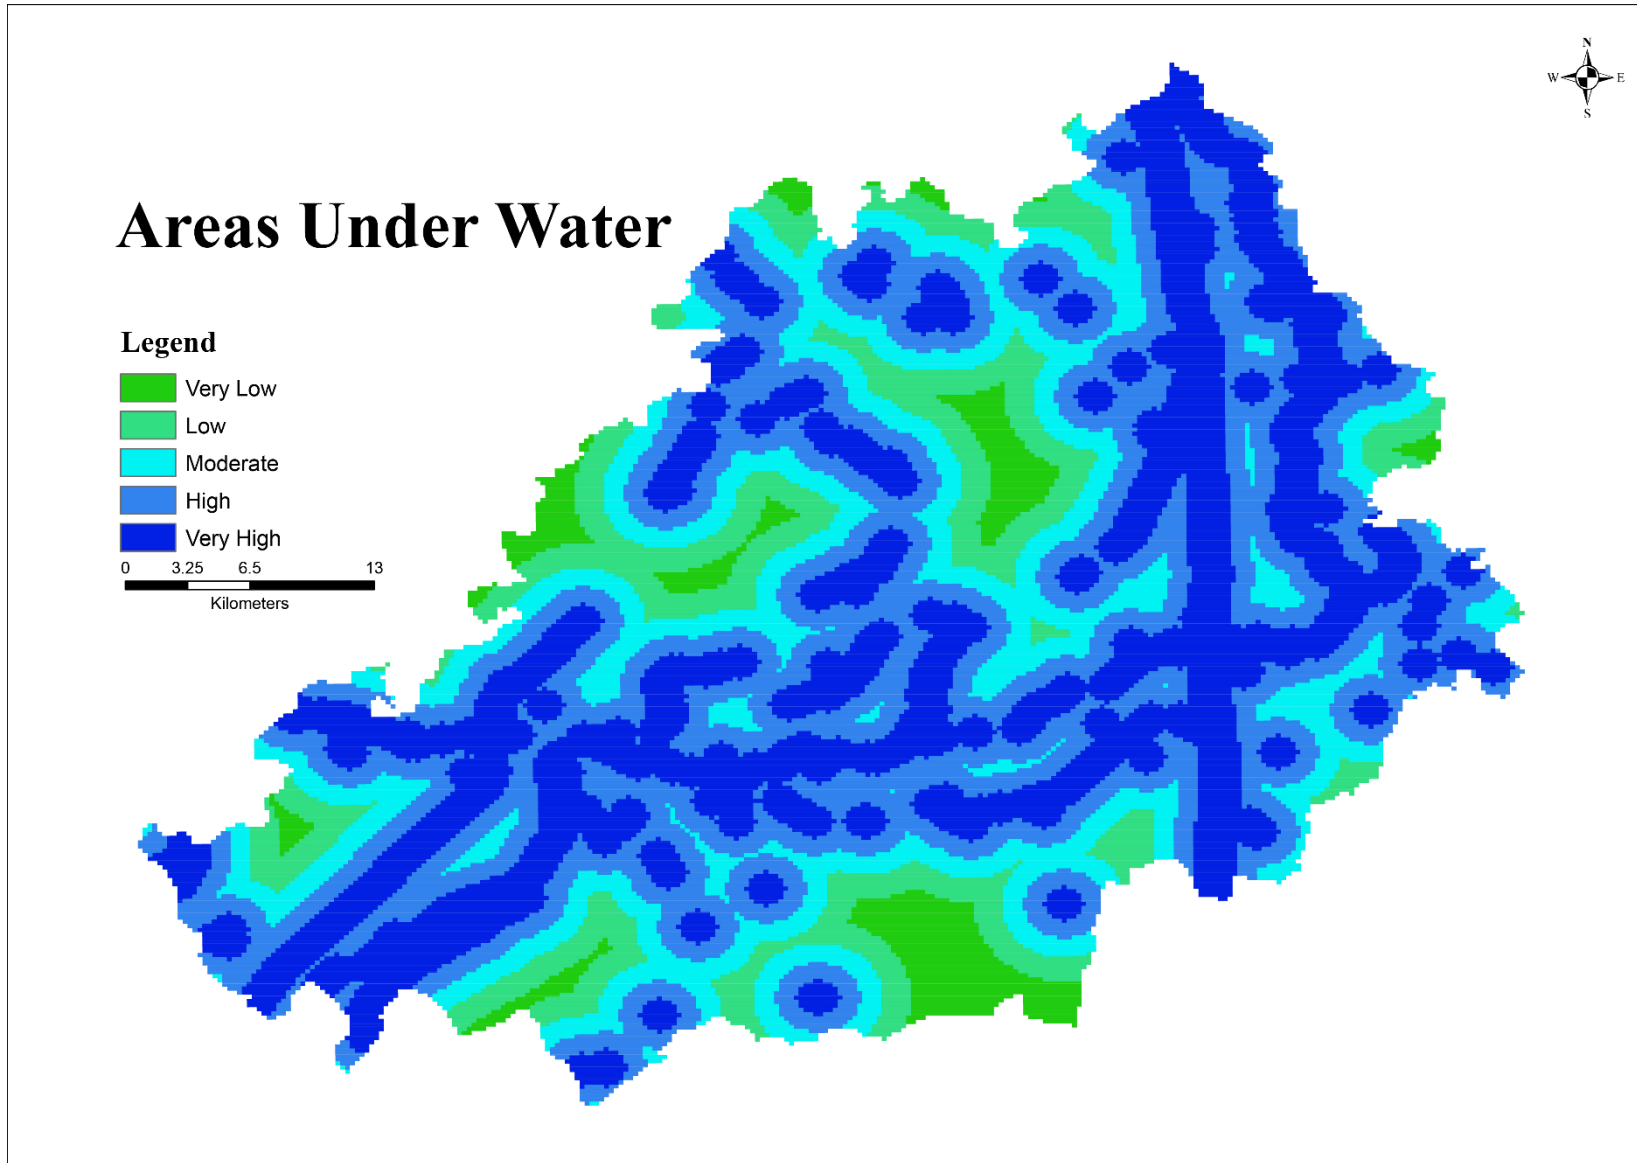 N
W E
S
Areas Under Water
Legend
Very Low
Low
Moderate
High
Very High
0 3.25 6.5 13
Kilometers